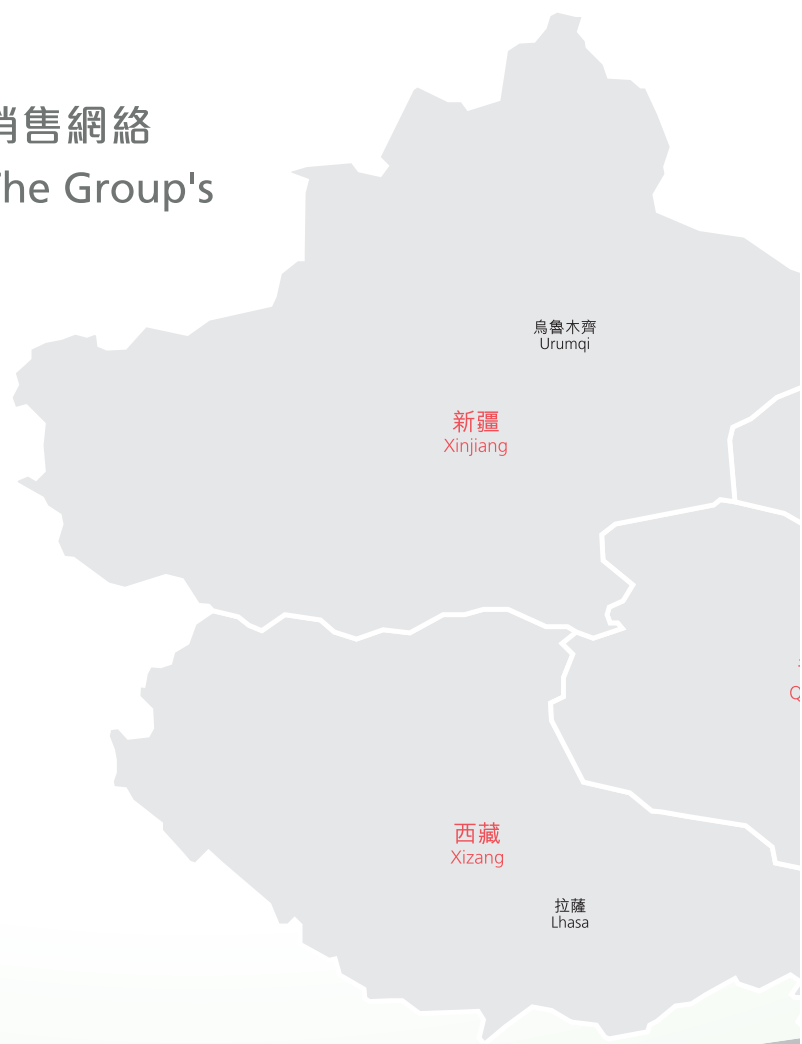 銷售網絡
The Group's
烏魯木齊
Urumqi
新疆
Xinjiang
西藏
Xizang
拉薩
Lhasa